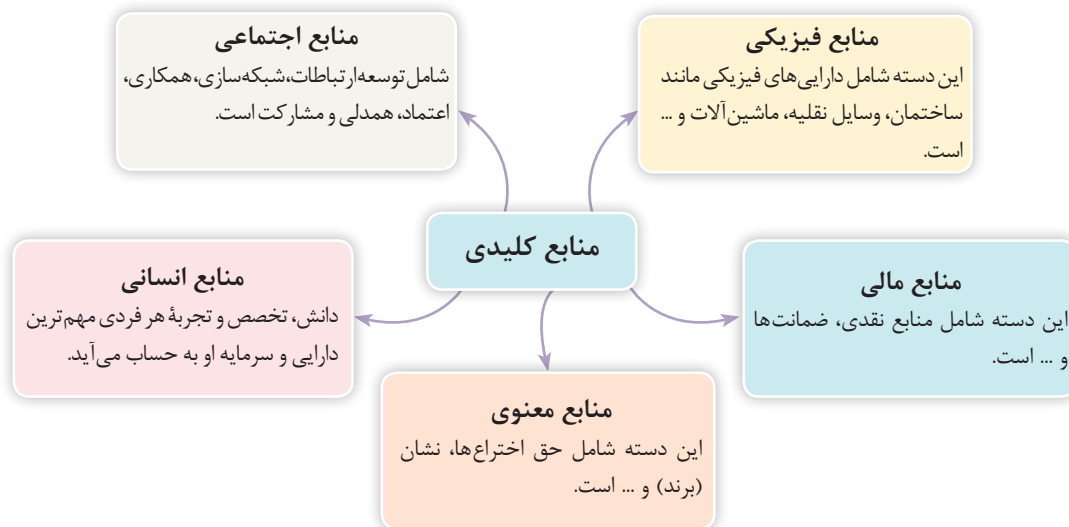 منابع فیزیکی
این دسته شامل دارایی‌های فیزیکی مانند
ساختمان، وسایل نقلیه، ماشین‌آلات و ...
است.
منابع اجتماعی
شامل توسعه‌ارتباطات،شبکه‌سازی،همکاری،
اعتماد، همدلی و مشارکت است.
منابع کلیدی
منابع مالی
این دسته شامل منابع نقدی، ضمانت‌ها
و ... است.
منابع انسانی
دانش، تخصص و تجربهٔ هر فردی مهم‌ترین
دارایی و سرمایه او به حساب می‌آید.
منابع معنوی
این دسته شامل حق اختراع‌ها، نشان
(برند) و ... است.